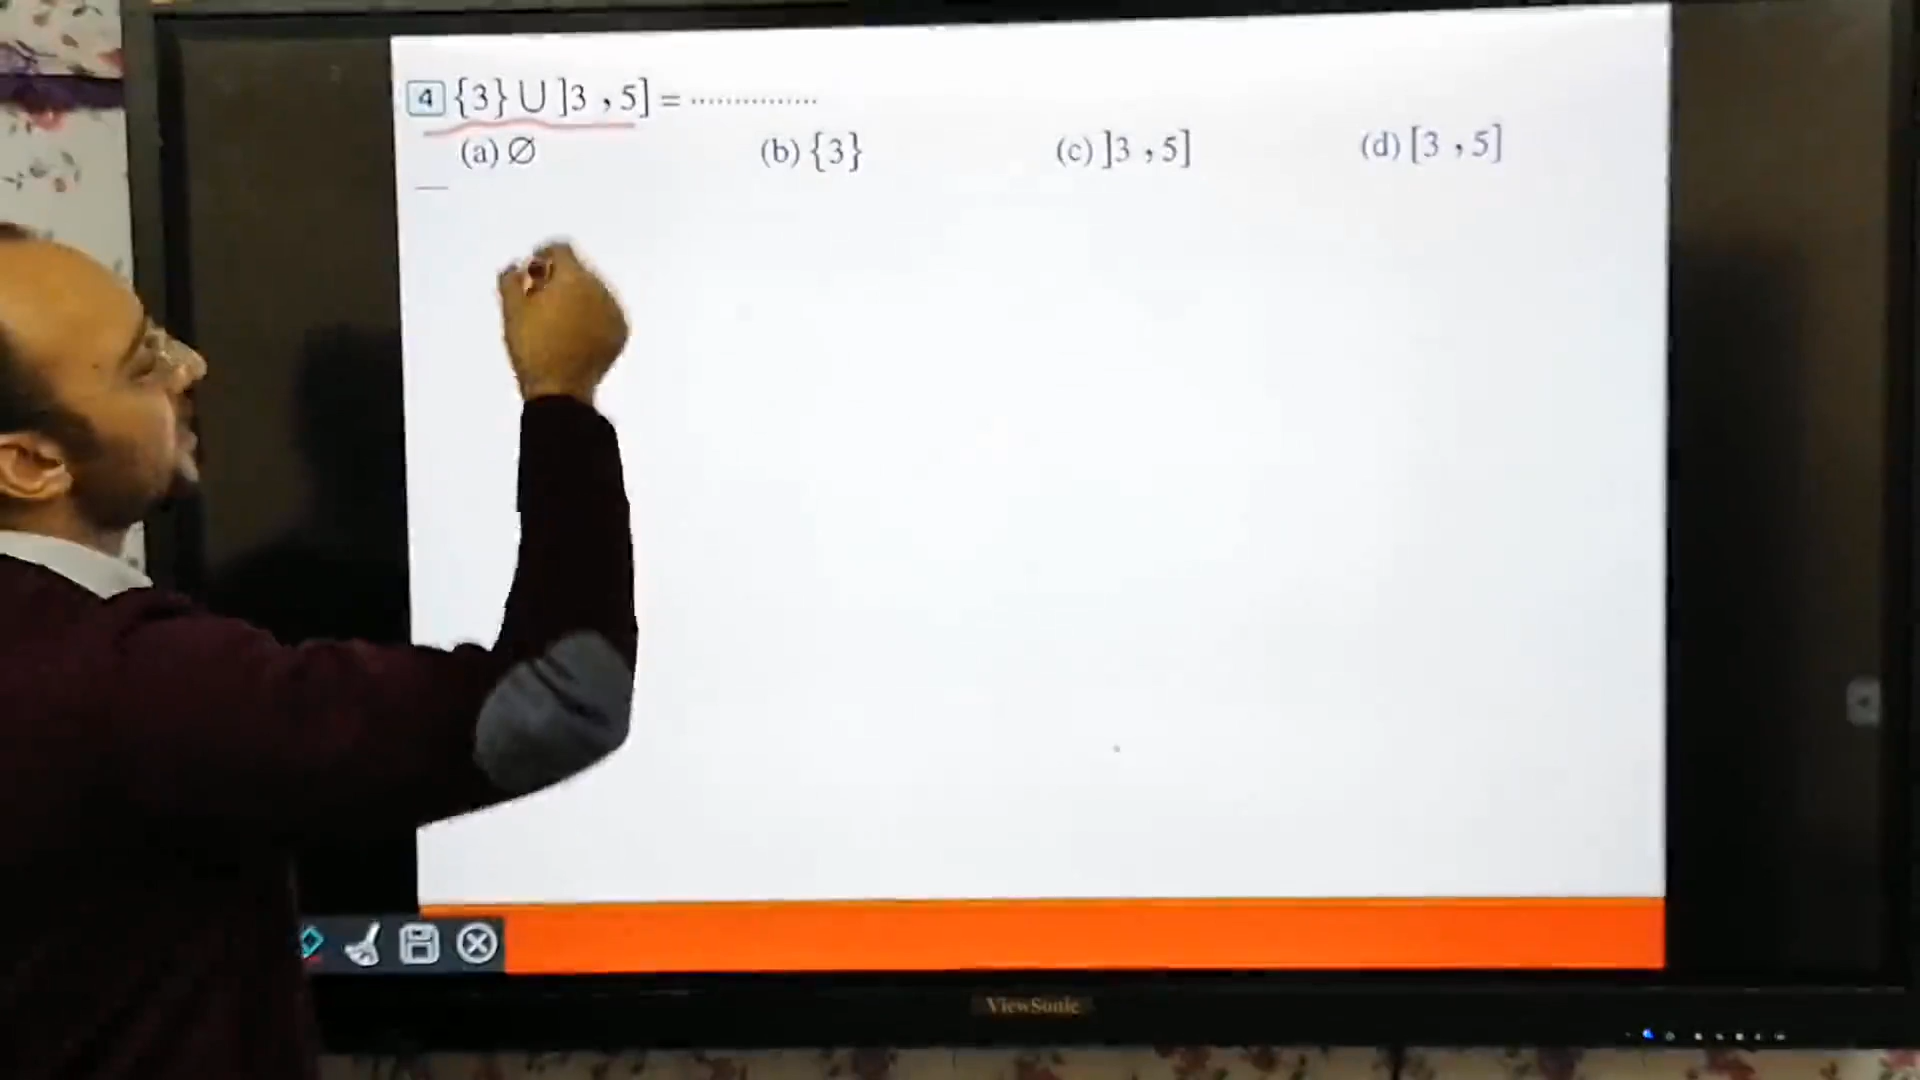 4 {3} ∪ ]3 , 5] = ...............
(a) ∅ (b) {3} (c) ]3 , 5] (d) [3 , 5]
ViewSonic